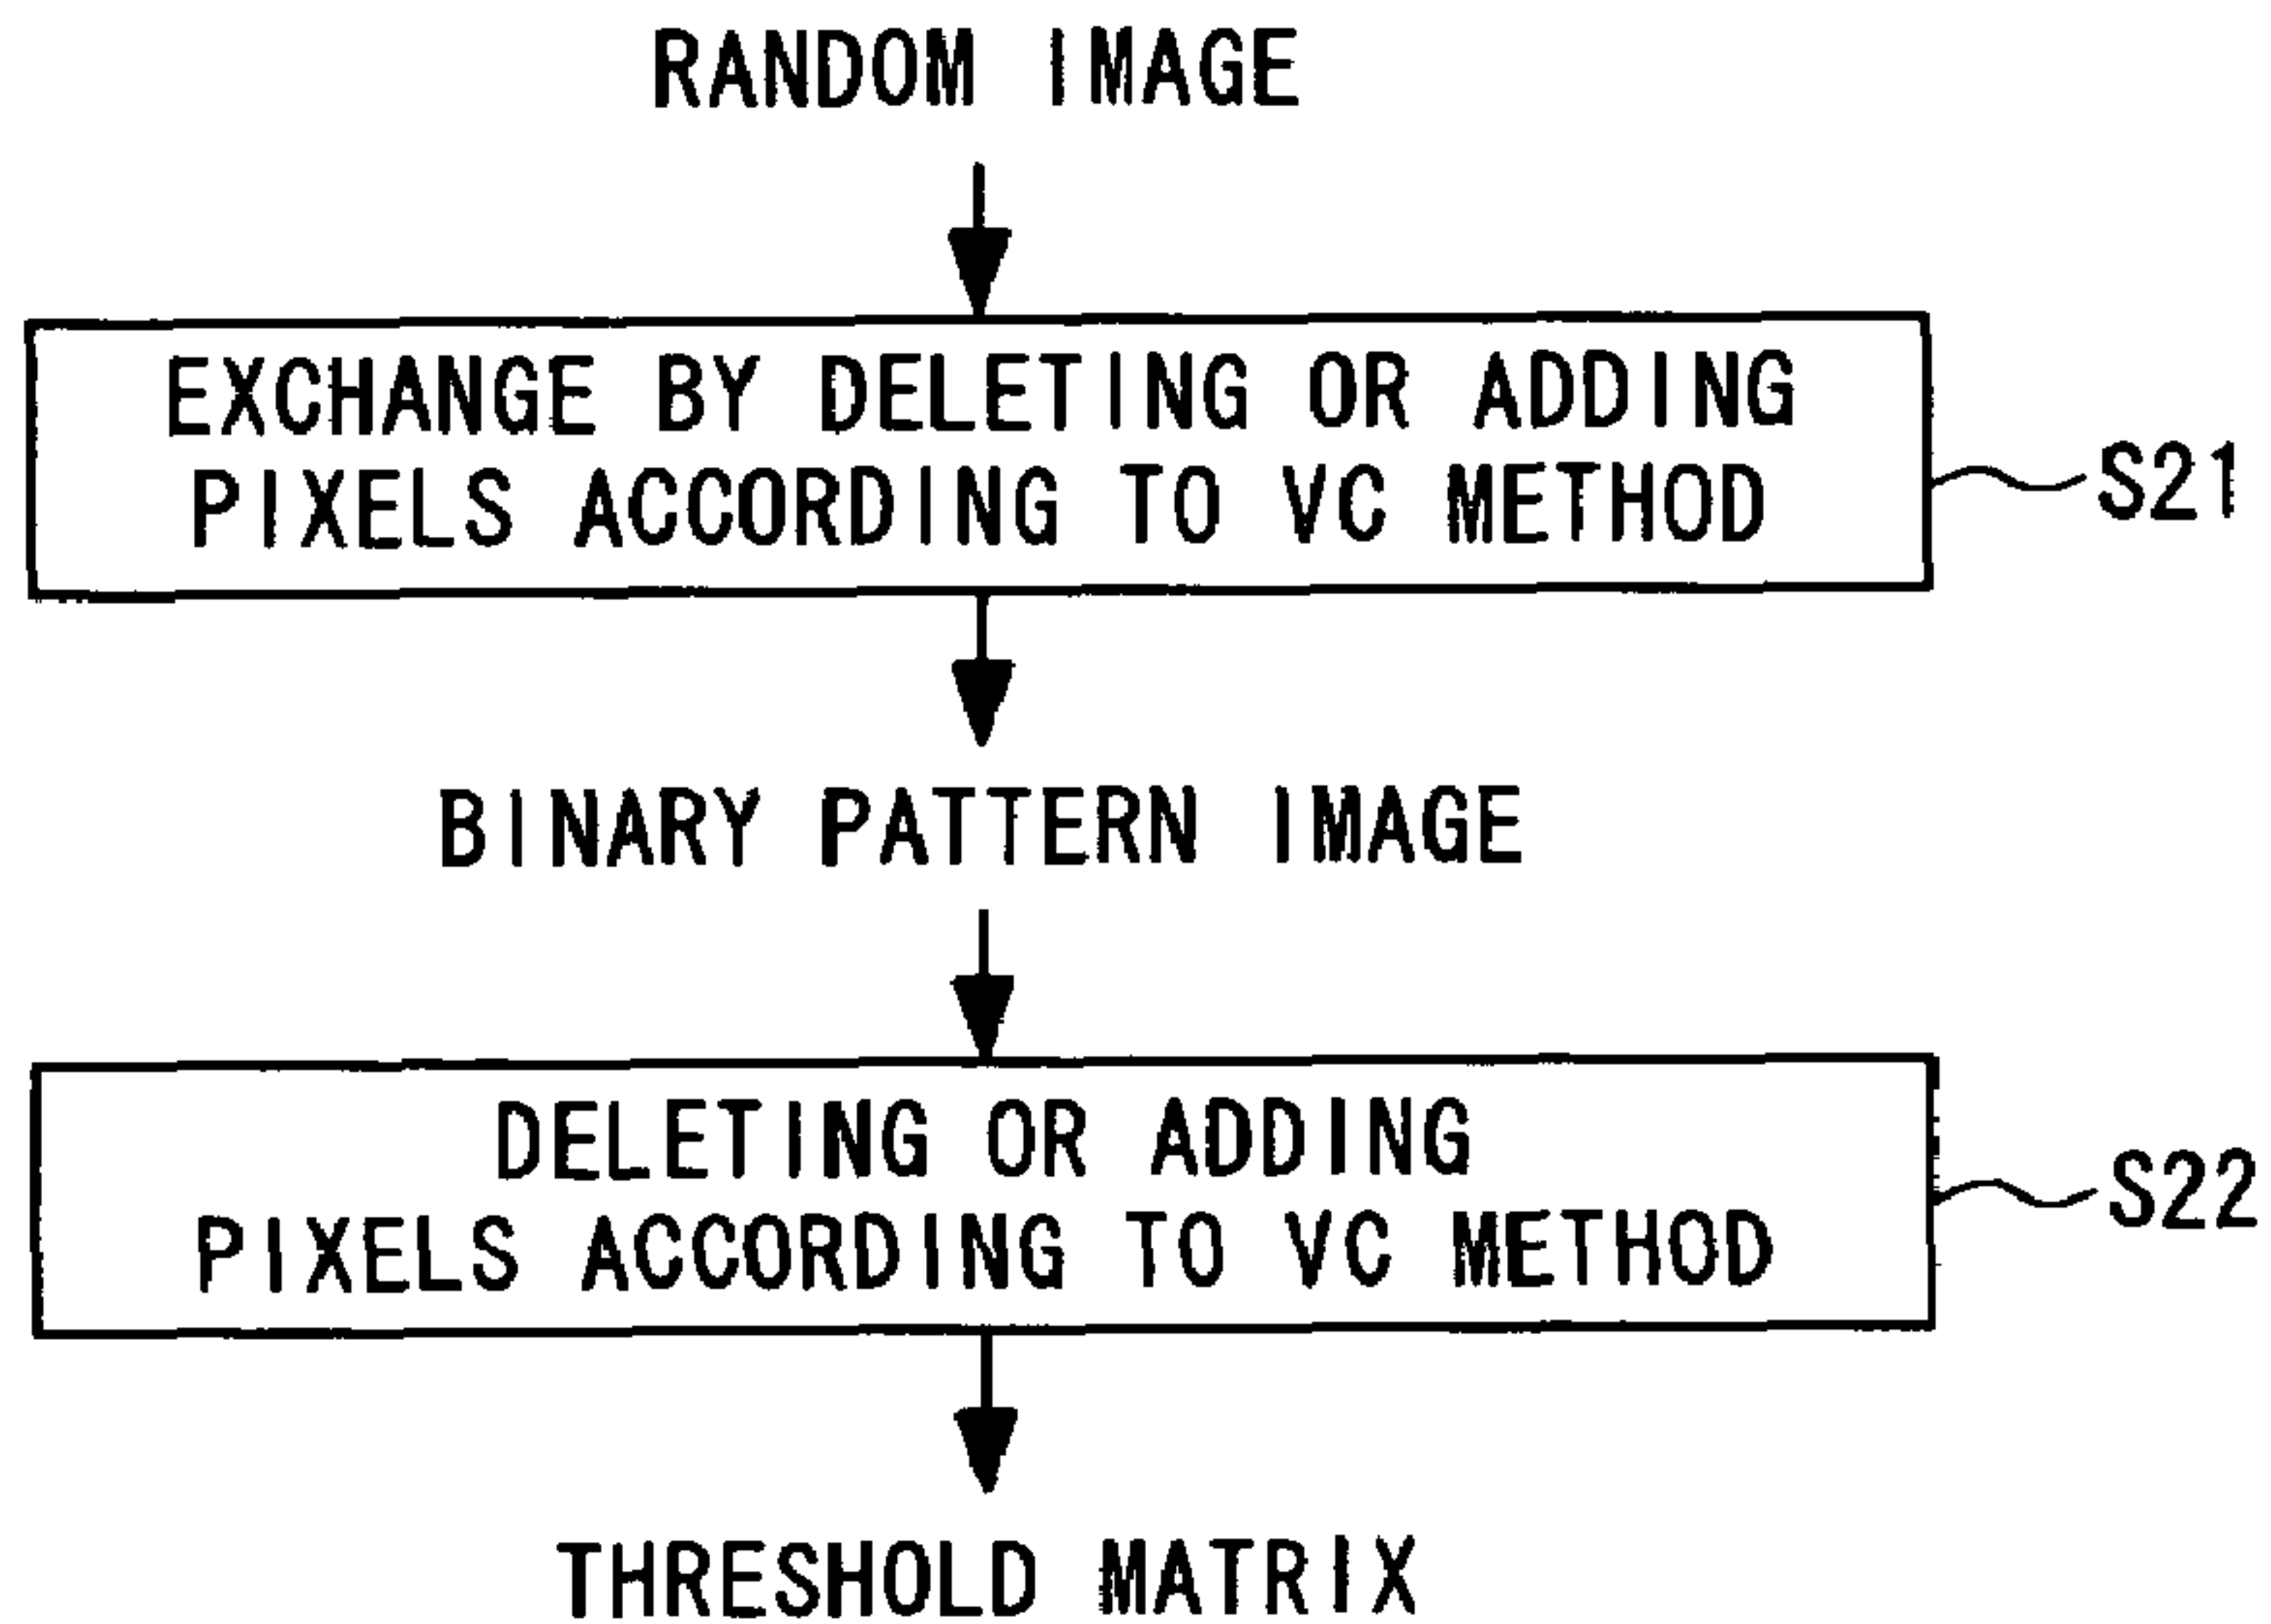 RANDOM IMAGE
EXCHANGE BY DELETING OR ADDING
PIXELS ACCORDING TO VC METHOD
S21
BINARY PATTERN IMAGE
DELETING OR ADDING
PIXELS ACCORDING TO VC METHOD
S22
THRESHOLD MATRIX